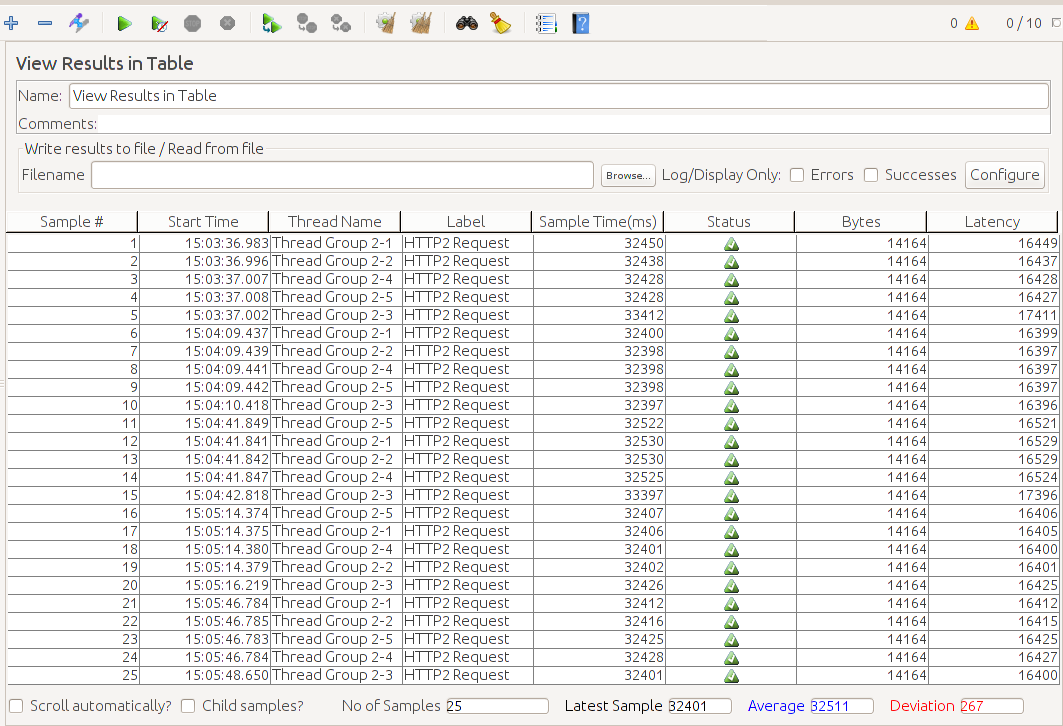 0 0 / 10
View Results in Table
Name: View Results in Table
Comments:
Write results to file / Read from file
Filename Browse... Log/Display Only: Errors Successes Configure
Sample # Start Time Thread Name Label Sample Time(ms) Status Bytes Latency
1 15:03:36.983 Thread Group 2-1 HTTP2 Request 32450 14164 16449
2 15:03:36.996 Thread Group 2-2 HTTP2 Request 32438 14164 16437
3 15:03:37.007 Thread Group 2-4 HTTP2 Request 32428 14164 16428
4 15:03:37.008 Thread Group 2-5 HTTP2 Request 32428 14164 16427
5 15:03:37.002 Thread Group 2-3 HTTP2 Request 33412 14164 17411
6 15:04:09.437 Thread Group 2-1 HTTP2 Request 32400 14164 16399
7 15:04:09.439 Thread Group 2-2 HTTP2 Request 32398 14164 16397
8 15:04:09.441 Thread Group 2-4 HTTP2 Request 32398 14164 16397
9 15:04:09.442 Thread Group 2-5 HTTP2 Request 32398 14164 16397
10 15:04:10.418 Thread Group 2-3 HTTP2 Request 32397 14164 16396
11 15:04:41.849 Thread Group 2-5 HTTP2 Request 32522 14164 16521
12 15:04:41.841 Thread Group 2-1 HTTP2 Request 32530 14164 16529
13 15:04:41.842 Thread Group 2-2 HTTP2 Request 32530 14164 16529
14 15:04:41.847 Thread Group 2-4 HTTP2 Request 32525 14164 16524
15 15:04:42.818 Thread Group 2-3 HTTP2 Request 33397 14164 17396
16 15:05:14.374 Thread Group 2-5 HTTP2 Request 32407 14164 16406
17 15:05:14.375 Thread Group 2-1 HTTP2 Request 32406 14164 16405
18 15:05:14.380 Thread Group 2-4 HTTP2 Request 32401 14164 16400
19 15:05:14.379 Thread Group 2-2 HTTP2 Request 32402 14164 16401
20 15:05:16.219 Thread Group 2-3 HTTP2 Request 32426 14164 16425
21 15:05:46.784 Thread Group 2-1 HTTP2 Request 32412 14164 16412
22 15:05:46.785 Thread Group 2-2 HTTP2 Request 32416 14164 16415
23 15:05:46.783 Thread Group 2-5 HTTP2 Request 32425 14164 16425
24 15:05:46.784 Thread Group 2-4 HTTP2 Request 32428 14164 16427
25 15:05:48.650 Thread Group 2-3 HTTP2 Request 32401 14164 16400
Scroll automatically? Child samples? No of Samples 25 Latest Sample 32401 Average 32511 Deviation 267